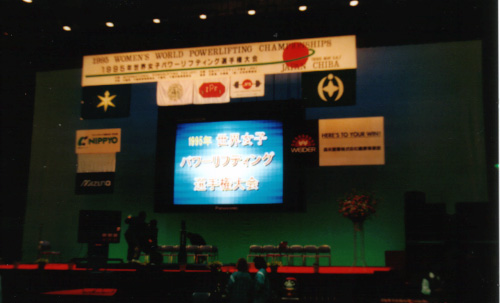 1995 WOMEN'S WORLD POWERLIFTING CHAMPIONSHIPS
1995年世界女子パワーリフティング選手権大会
JAPAN CHIBA
NIPPYO
WEIDER
HERE'S TO YOUR WIN!
1995年 世界女子
パワーリフティング
選手権大会
Panasonic